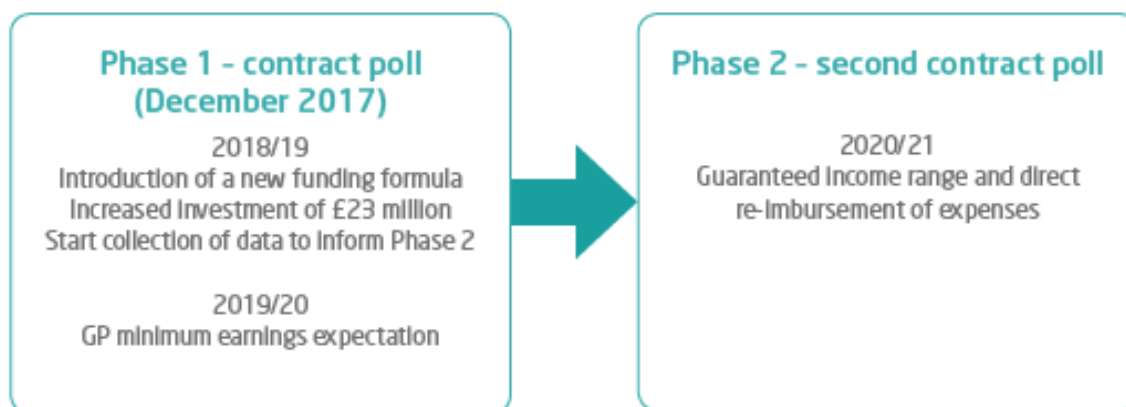 Phase 1 - contract poll
(December 2017)
2018/19
Introduction of a new funding formula
Increased Investment of £23 million
Start collection of data to inform Phase 2
2019/20
GP minimum earnings expectation
Phase 2 - second contract poll
2020/21
Guaranteed income range and direct
re-imbursement of expenses